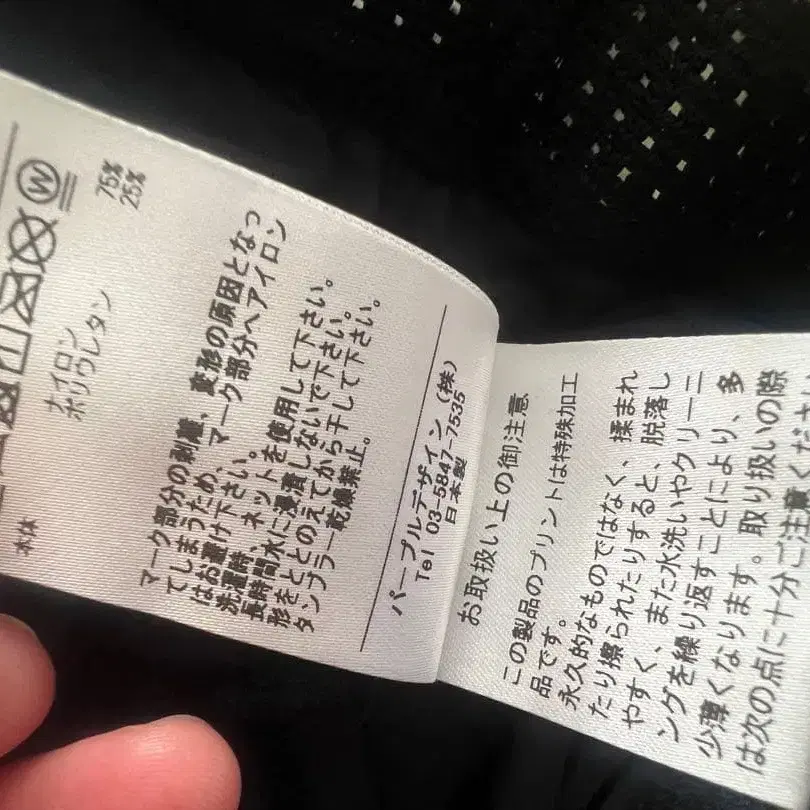 W
本体
ナイロン 75%
ポリウレタン 25%
マーク部分の剥離、変形の原因となっ
てしまうため、マーク部分へアイロン
はお避け下さい。
洗濯時、ネットを使用して下さい。
長時間水に浸漬しないで下さい。
形をととのえてから干して下さい。
タンブラー乾燥禁止。
パープルデザイン（株）
Tel 03-5847-7535
日本製
お取扱い上の御注意
この製品のプリントは特殊加工
品です。
永久的なものではなく、揉まれ
たり擦られたりすると、脱落し
やすく、また水洗いやクリーニ
ングを繰り返すことにより、多
少薄くなります。取り扱いの際
は次の点に十分ご注意くださ